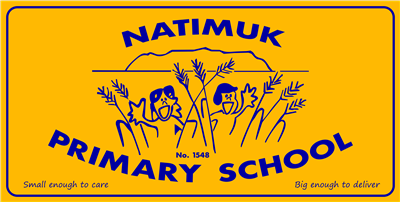 NATIMUK
No. 1548
PRIMARY SCHOOL
Small enough to care
Big enough to deliver